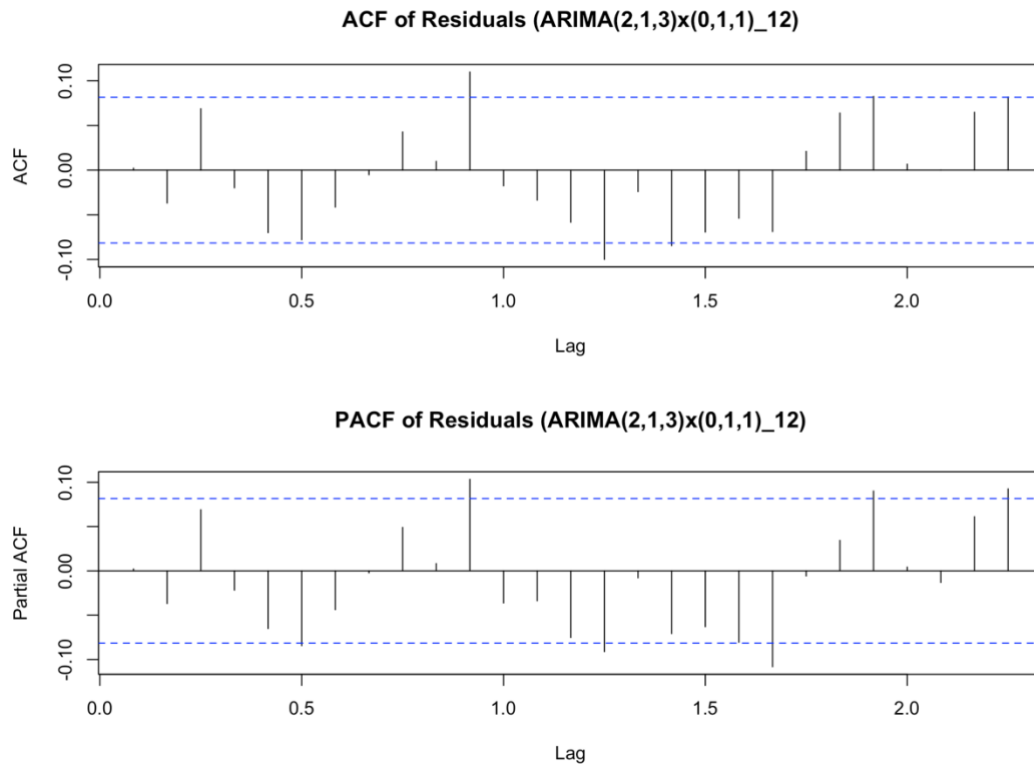 ACF of Residuals (ARIMA(2,1,3)x(0,1,1)_12)
ACF
0.10
0.00
-0.10
0.0 0.5 1.0 1.5 2.0
Lag
PACF of Residuals (ARIMA(2,1,3)x(0,1,1)_12)
Partial ACF
0.10
0.00
-0.10
0.0 0.5 1.0 1.5 2.0
Lag